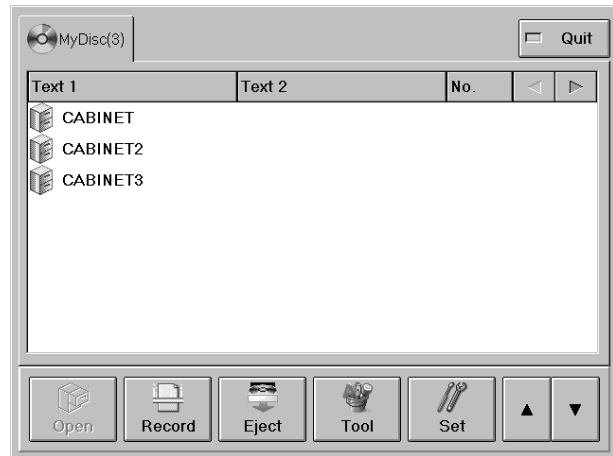 MyDisc(3) Quit
Text 1 Text 2 No.
CABINET
CABINET2
CABINET3
Open Record Eject Tool Set